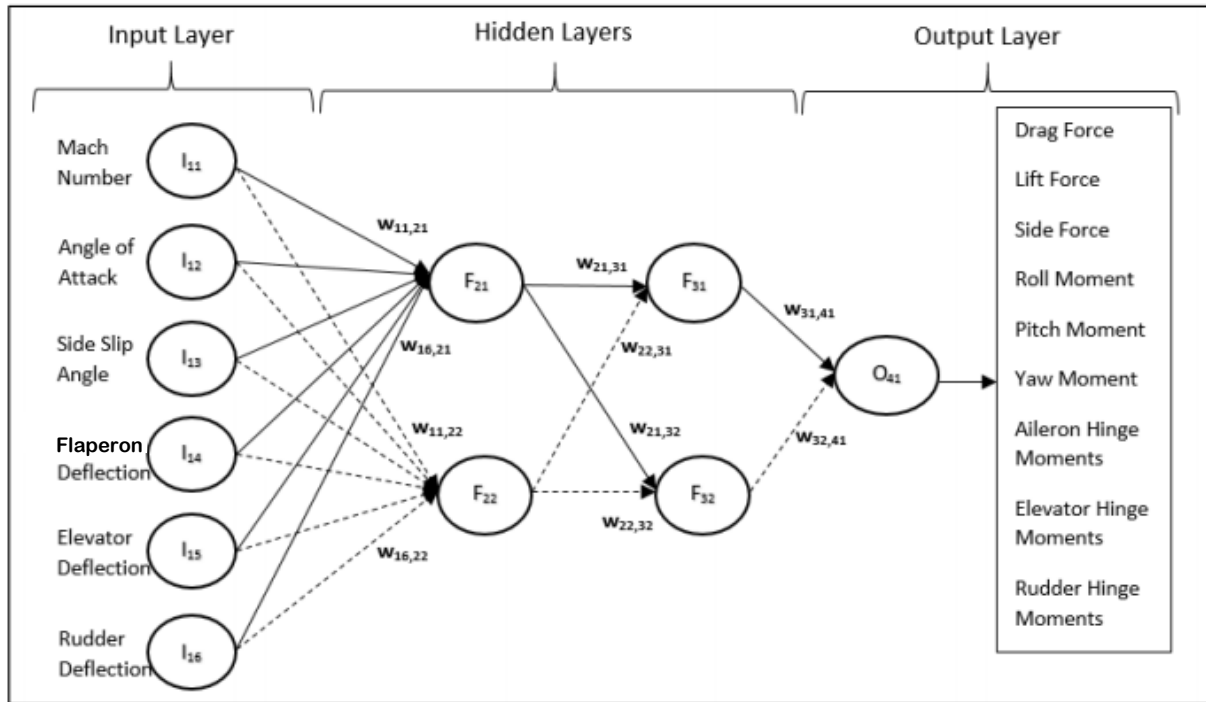 Input Layer
Hidden Layers
Output Layer
Mach
Number
I₁₁
Angle of
Attack
I₁₂
Side Slip
Angle
I₁₃
Flaperon
Deflection
I₁₄
Elevator
Deflection
I₁₅
Rudder
Deflection
I₁₆
w₁₁,₂₁
w₁₆,₂₁
w₁₁,₂₂
w₁₆,₂₂
F₂₁
F₂₂
w₂₁,₃₁
w₂₂,₃₁
w₂₁,₃₂
w₂₂,₃₂
F₃₁
F₃₂
w₃₁,₄₁
w₃₂,₄₁
O₄₁
Drag Force
Lift Force
Side Force
Roll Moment
Pitch Moment
Yaw Moment
Aileron Hinge
Moments
Elevator Hinge
Moments
Rudder Hinge
Moments